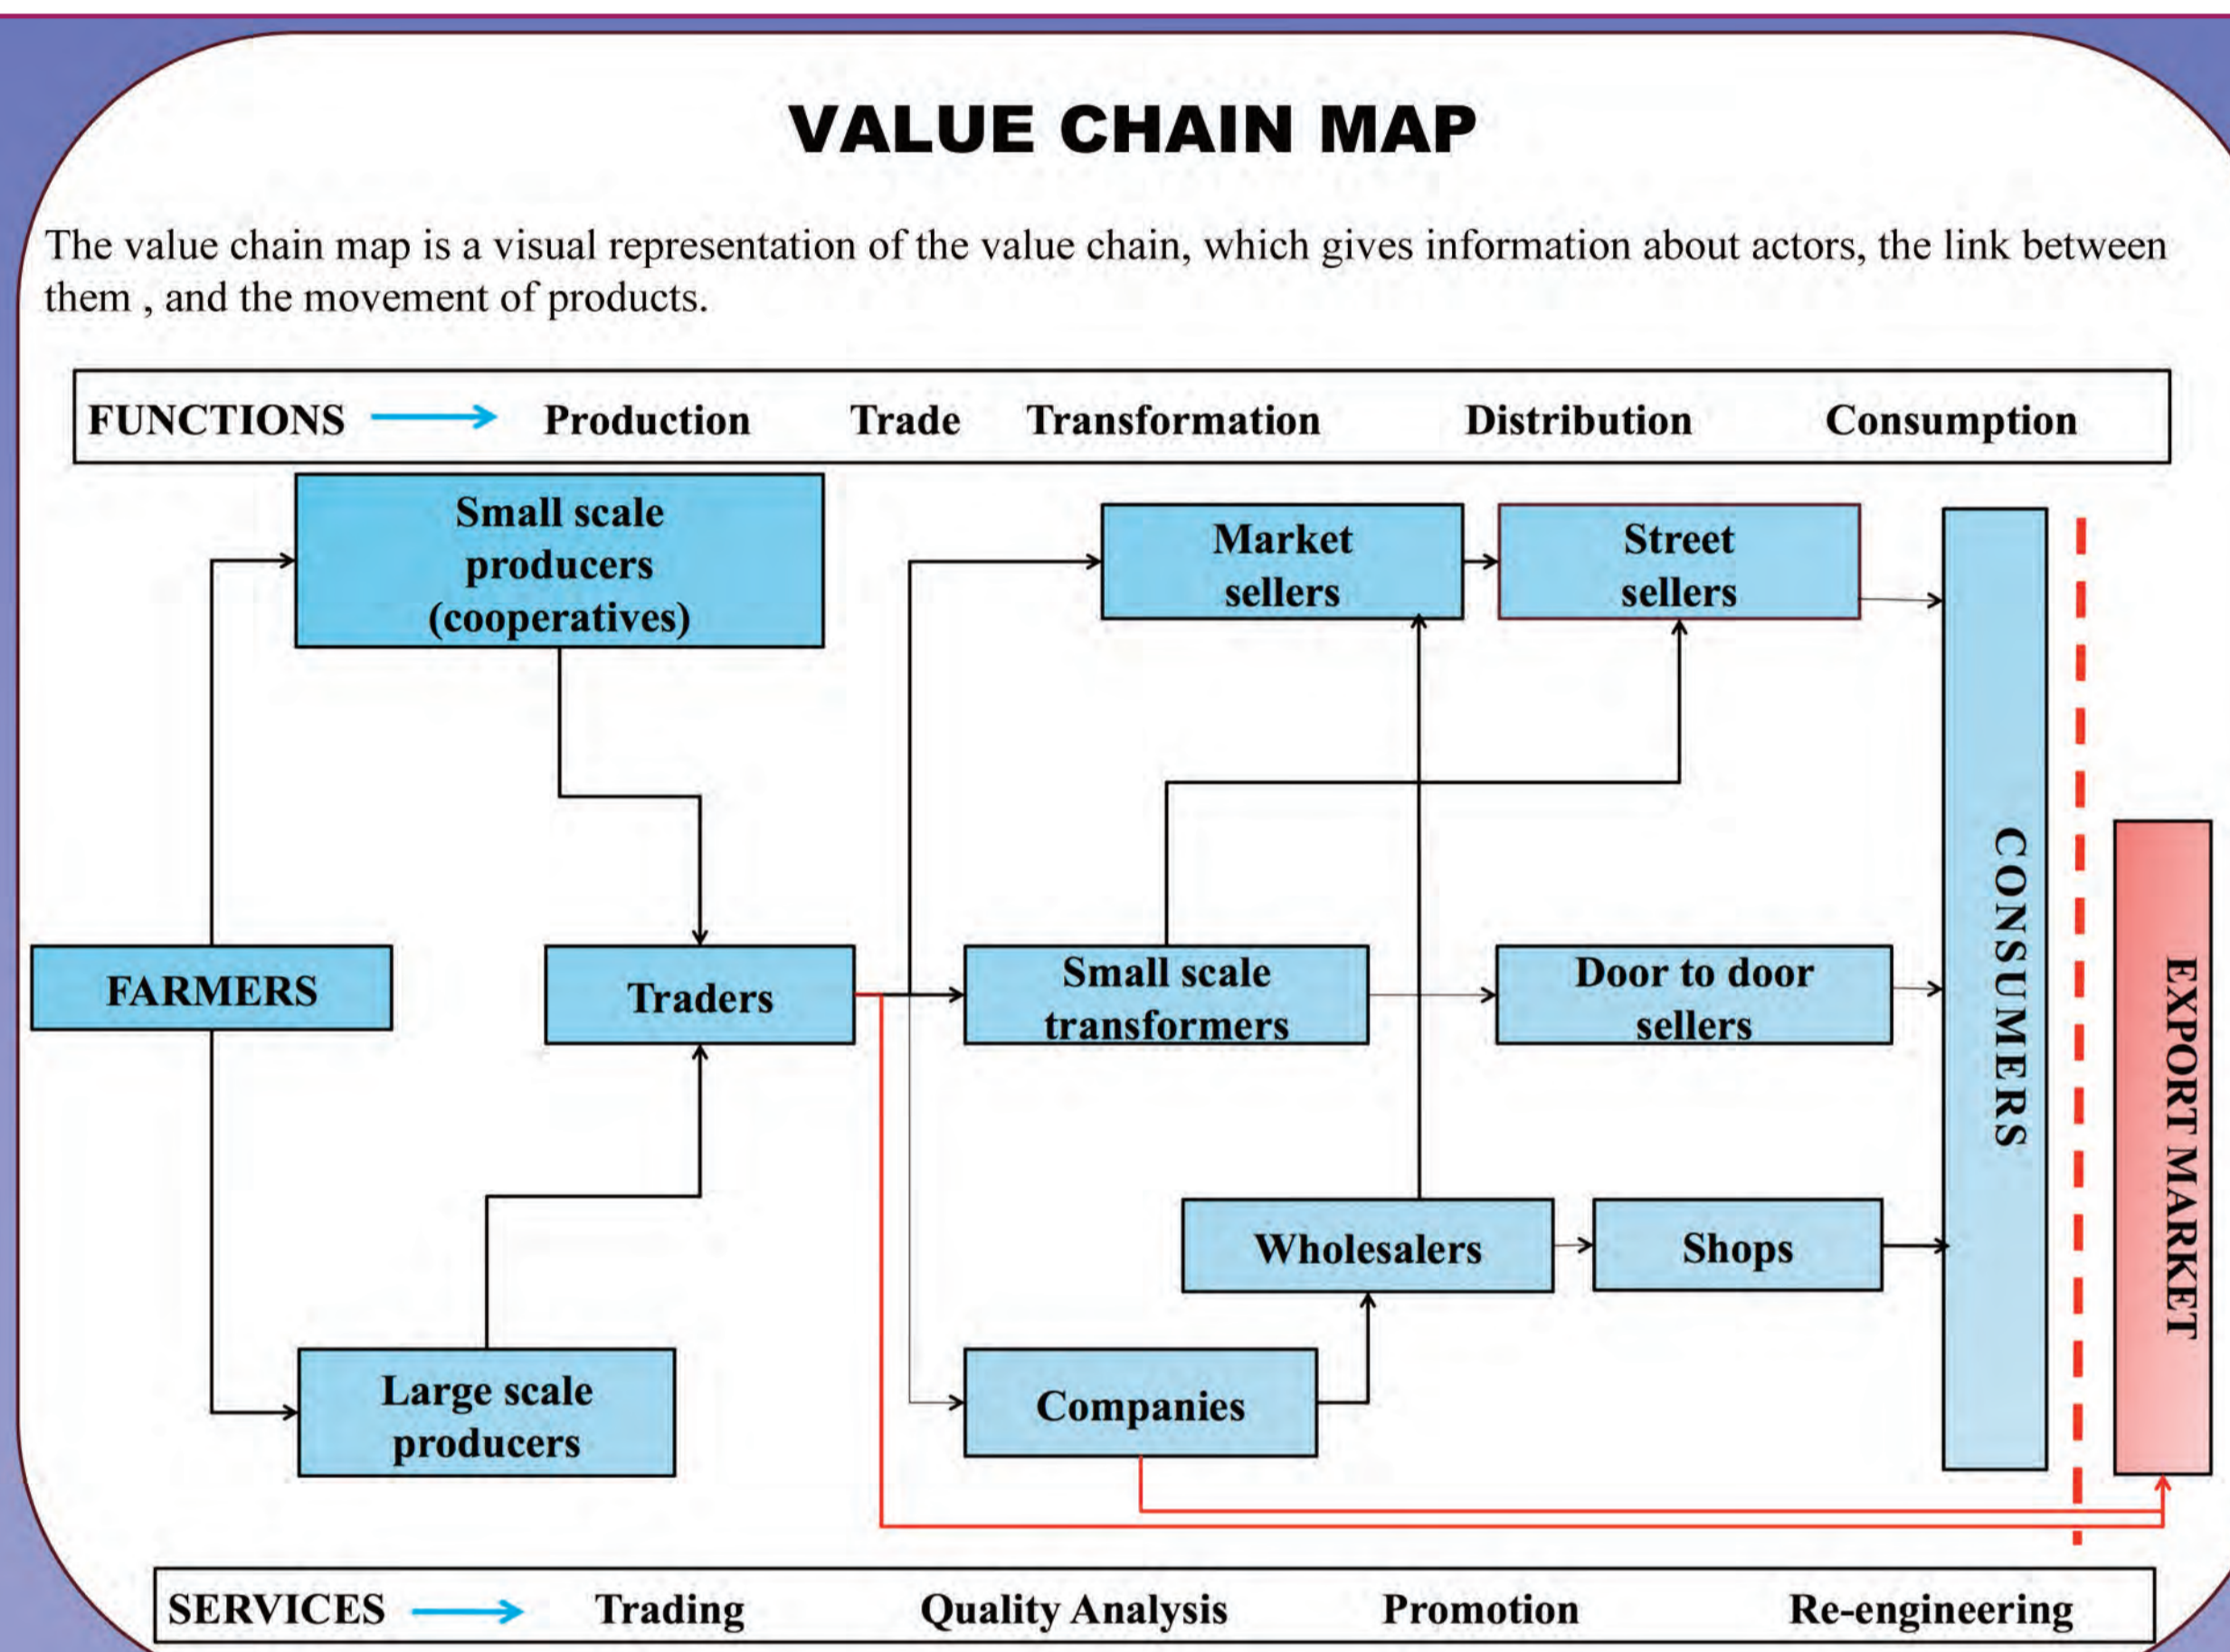 VALUE CHAIN MAP
The value chain map is a visual representation of the value chain, which gives information about actors, the link between
them , and the movement of products.
FUNCTIONS Production Trade Transformation Distribution Consumption
Small scale
producers
(cooperatives)
Market
sellers
Street
sellers
FARMERS
Traders
Small scale
transformers
Door to door
sellers
CONSUMERS
EXPORT MARKET
Wholesalers
Shops
Large scale
producers
Companies
SERVICES Trading Quality Analysis Promotion Re-engineering